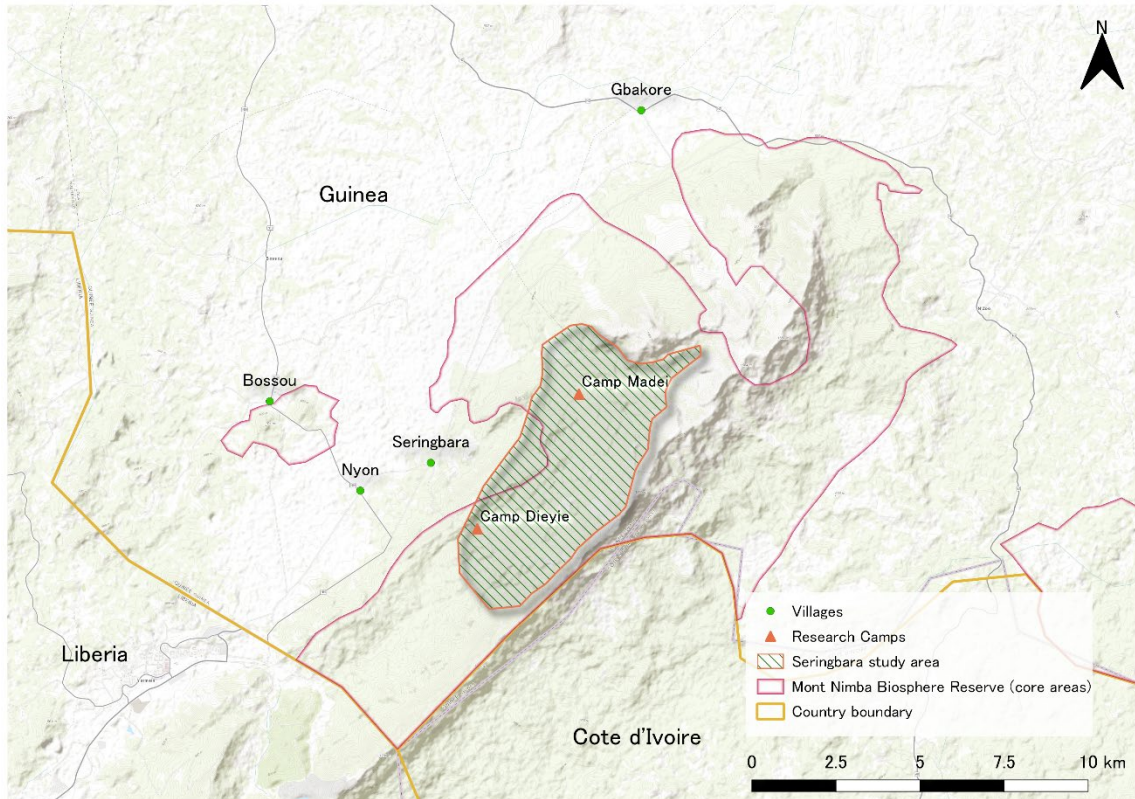 N
Gbakore
Guinea
Bossou
Camp Madei
Seringbara
Nyon
Camp Dieyie
Liberia
Cote d'Ivoire
Villages
Research Camps
Seringbara study area
Mont Nimba Biosphere Reserve (core areas)
Country boundary
0 2.5 5 7.5 10 km